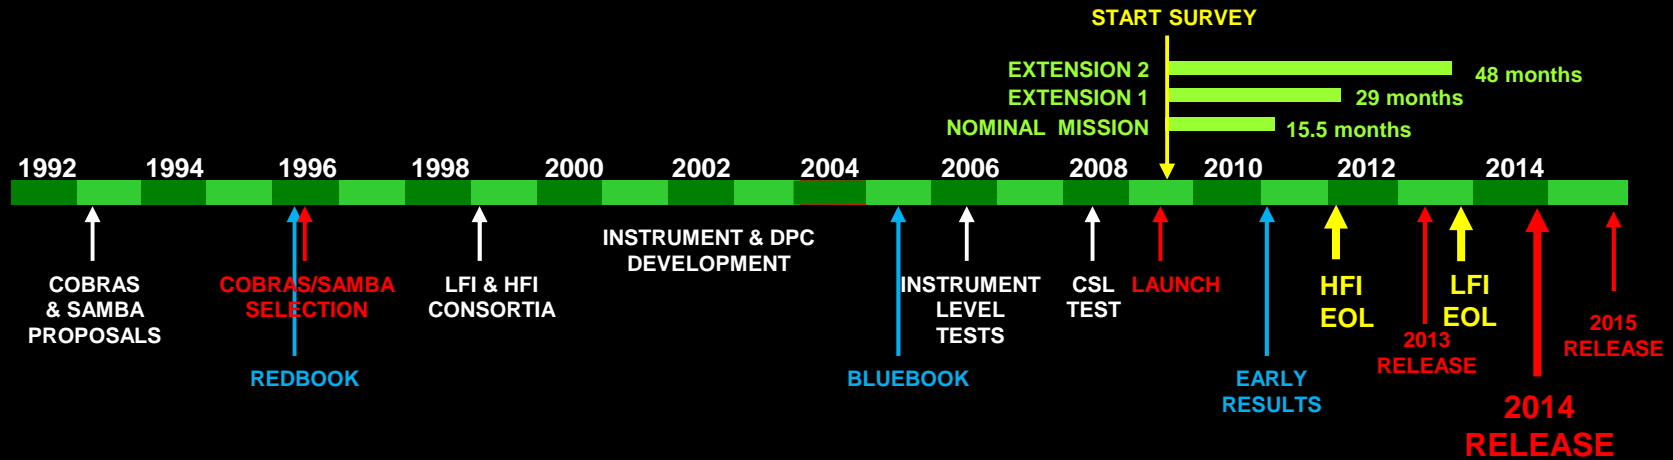 START SURVEY
EXTENSION 2
48 months
EXTENSION 1
29 months
NOMINAL MISSION
15.5 months
1992
1994
1996
1998
2000
2002
2004
2006
2008
2010
2012
2014
COBRAS
& SAMBA
PROPOSALS
COBRAS/SAMBA
SELECTION
REDBOOK
LFI & HFI
CONSORTIA
INSTRUMENT & DPC
DEVELOPMENT
BLUEBOOK
INSTRUMENT
LEVEL
TESTS
CSL
TEST
LAUNCH
EARLY
RESULTS
HFI
EOL
2013
RELEASE
LFI
EOL
2014
RELEASE
2015
RELEASE